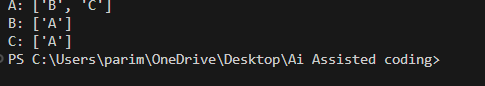 A: ['B', 'C']
B: ['A']
C: ['A']
PS C:\Users\parim\OneDrive\Desktop\Ai Assisted coding>